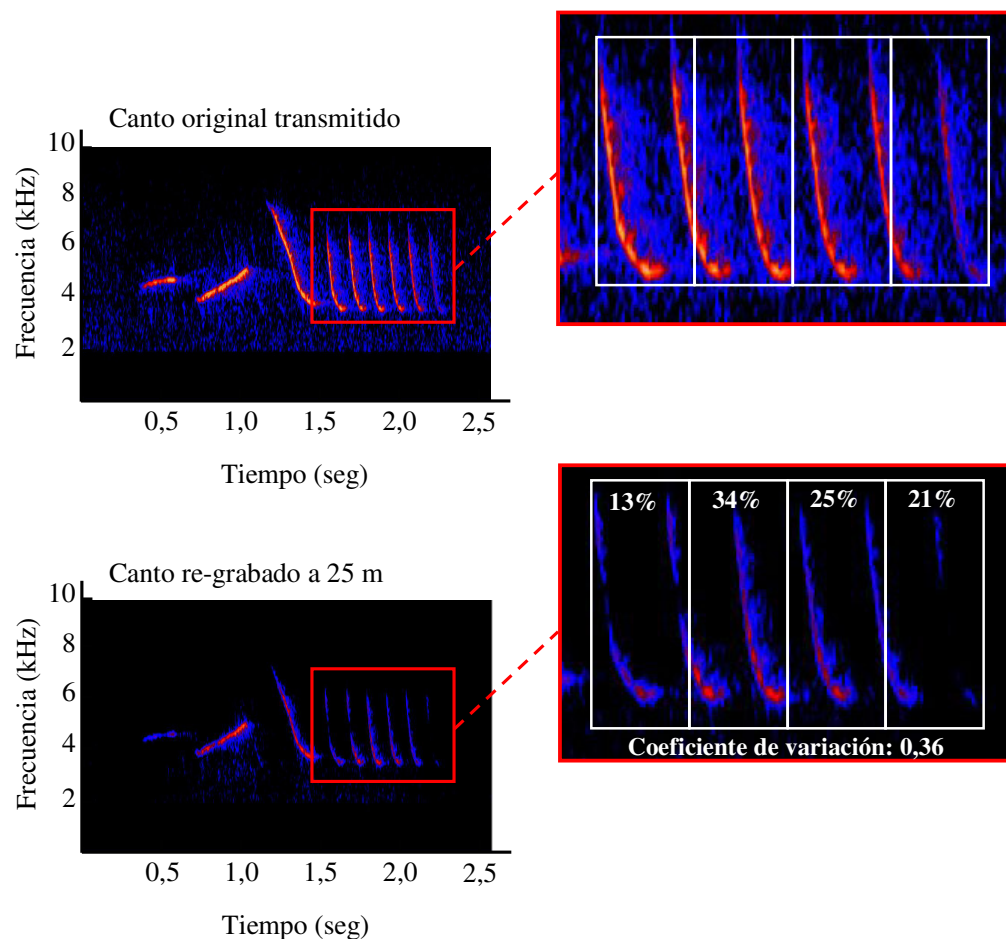 Canto original transmitido
10
8
6
4
2
Frecuencia (kHz)
0,5 1,0 1,5 2,0 2,5
Tiempo (seg)
Canto re-grabado a 25 m
10
8
6
4
2
Frecuencia (kHz)
0,5 1,0 1,5 2,0 2,5
Tiempo (seg)
13% 34% 25% 21%
Coeficiente de variación: 0,36